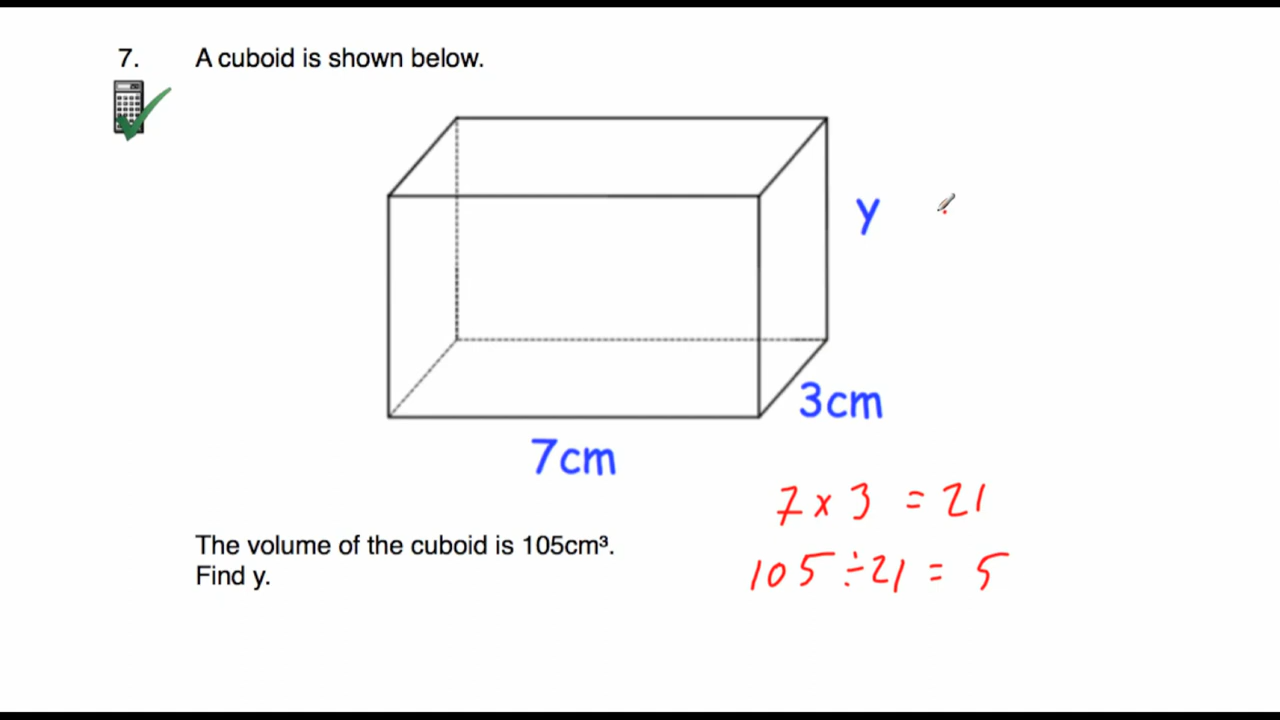 7. A cuboid is shown below.
y
3cm
7cm
7 x 3 = 21
The volume of the cuboid is 105cm³.
105 ÷ 21 = 5
Find y.